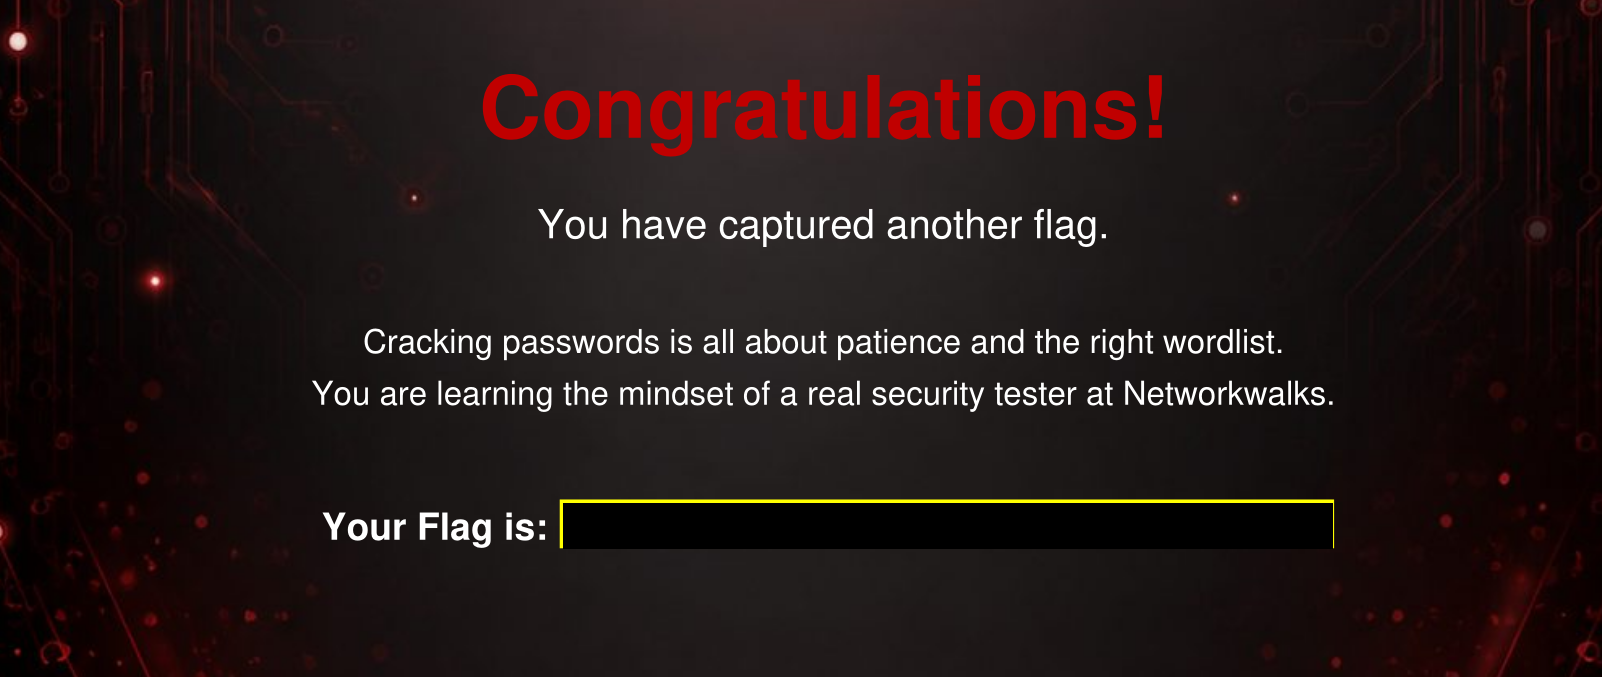 Congratulations!
You have captured another flag.
Cracking passwords is all about patience and the right wordlist.
You are learning the mindset of a real security tester at Networkwalks.
Your Flag is: